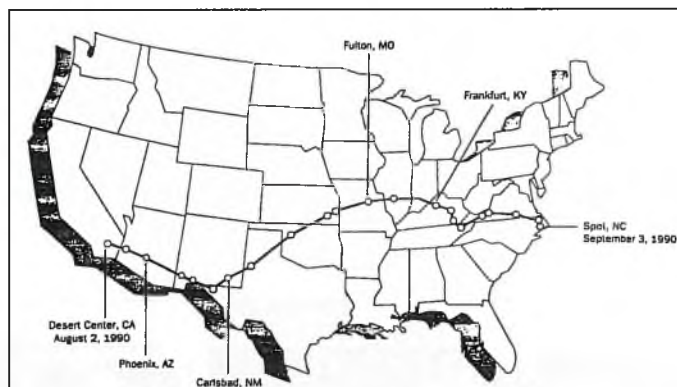 Fulton, MO
Frankfurt, KY
Spot, NC
September 3, 1990
Desert Center, CA
August 2, 1990
Phoenix, AZ
Carlsbad, NM